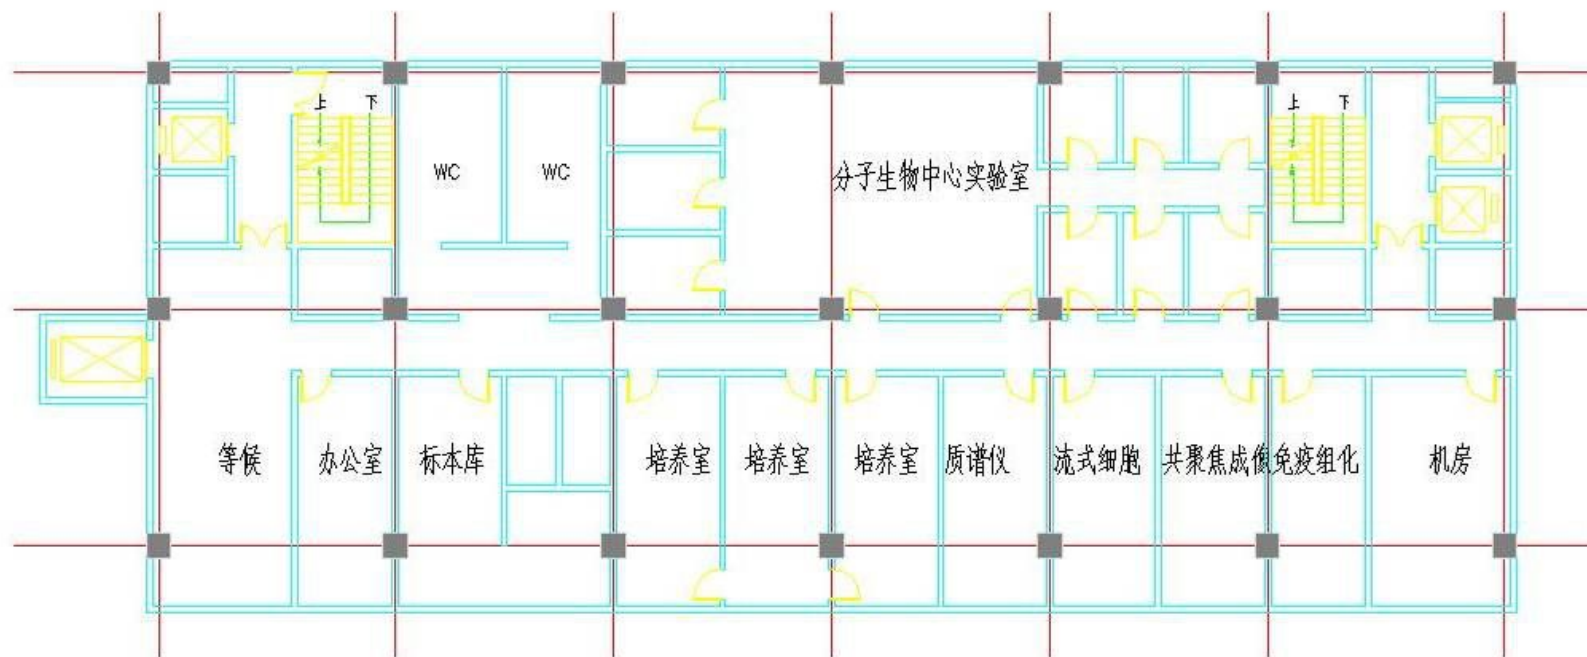 上 下
上 下
WC
WC
分子生物中心实验室
等候
办公室
标本库
培养室
培养室
培养室
质谱仪
流式细胞
共聚焦成像
免疫组化
机房